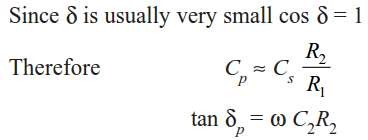 Since δ is usually very small cos δ = 1
Therefore C_p ≈ C_s R_2/R_1
tan δ_p = ω C_2R_2